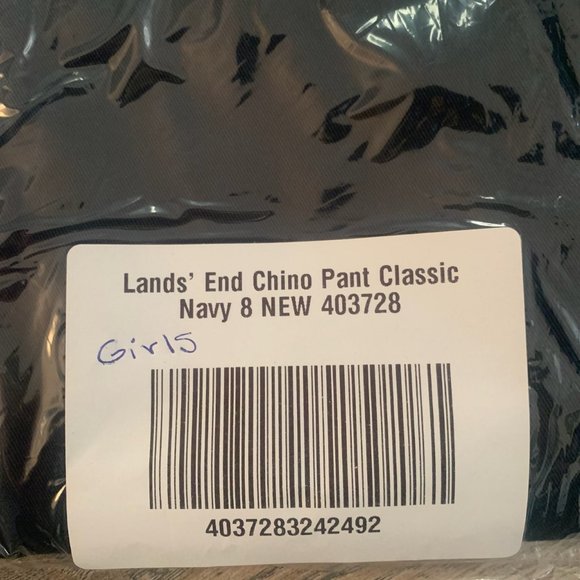 Lands’ End Chino Pant Classic
Navy 8 NEW 403728
Girls
4037283242492